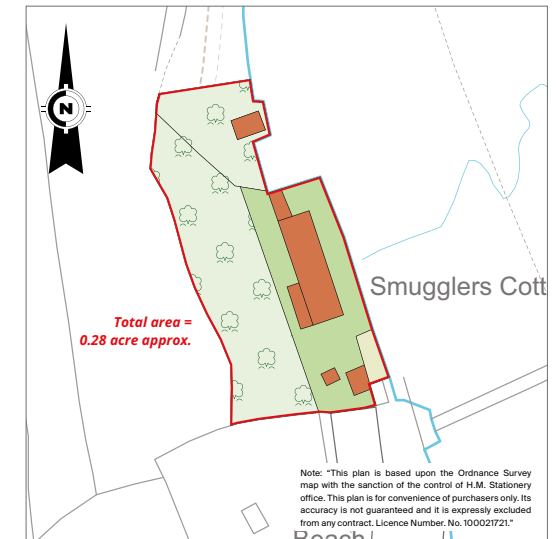 N
Smugglers Cott
Total area =
0.28 acre approx.
Note: “This plan is based upon the Ordnance Survey
map with the sanction of the control of H.M. Stationery
office. This plan is for convenience of purchasers only. Its
accuracy is not guaranteed and it is expressly excluded
from any contract. Licence Number. No. 100021721.”
Beach